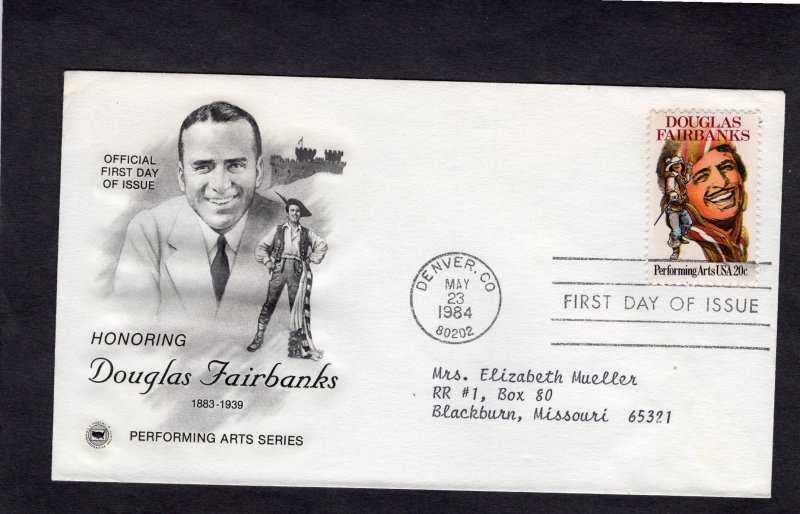 OFFICIAL
FIRST DAY
OF ISSUE
HONORING
Douglas Fairbanks
1883-1939
PERFORMING ARTS SERIES
DOUGLAS
FAIRBANKS
Performing Arts USA 20c
DENVER, CO
MAY
23
1984
80202
FIRST DAY OF ISSUE
Mrs. Elizabeth Mueller
RR #1, Box 80
Blackburn, Missouri 65321